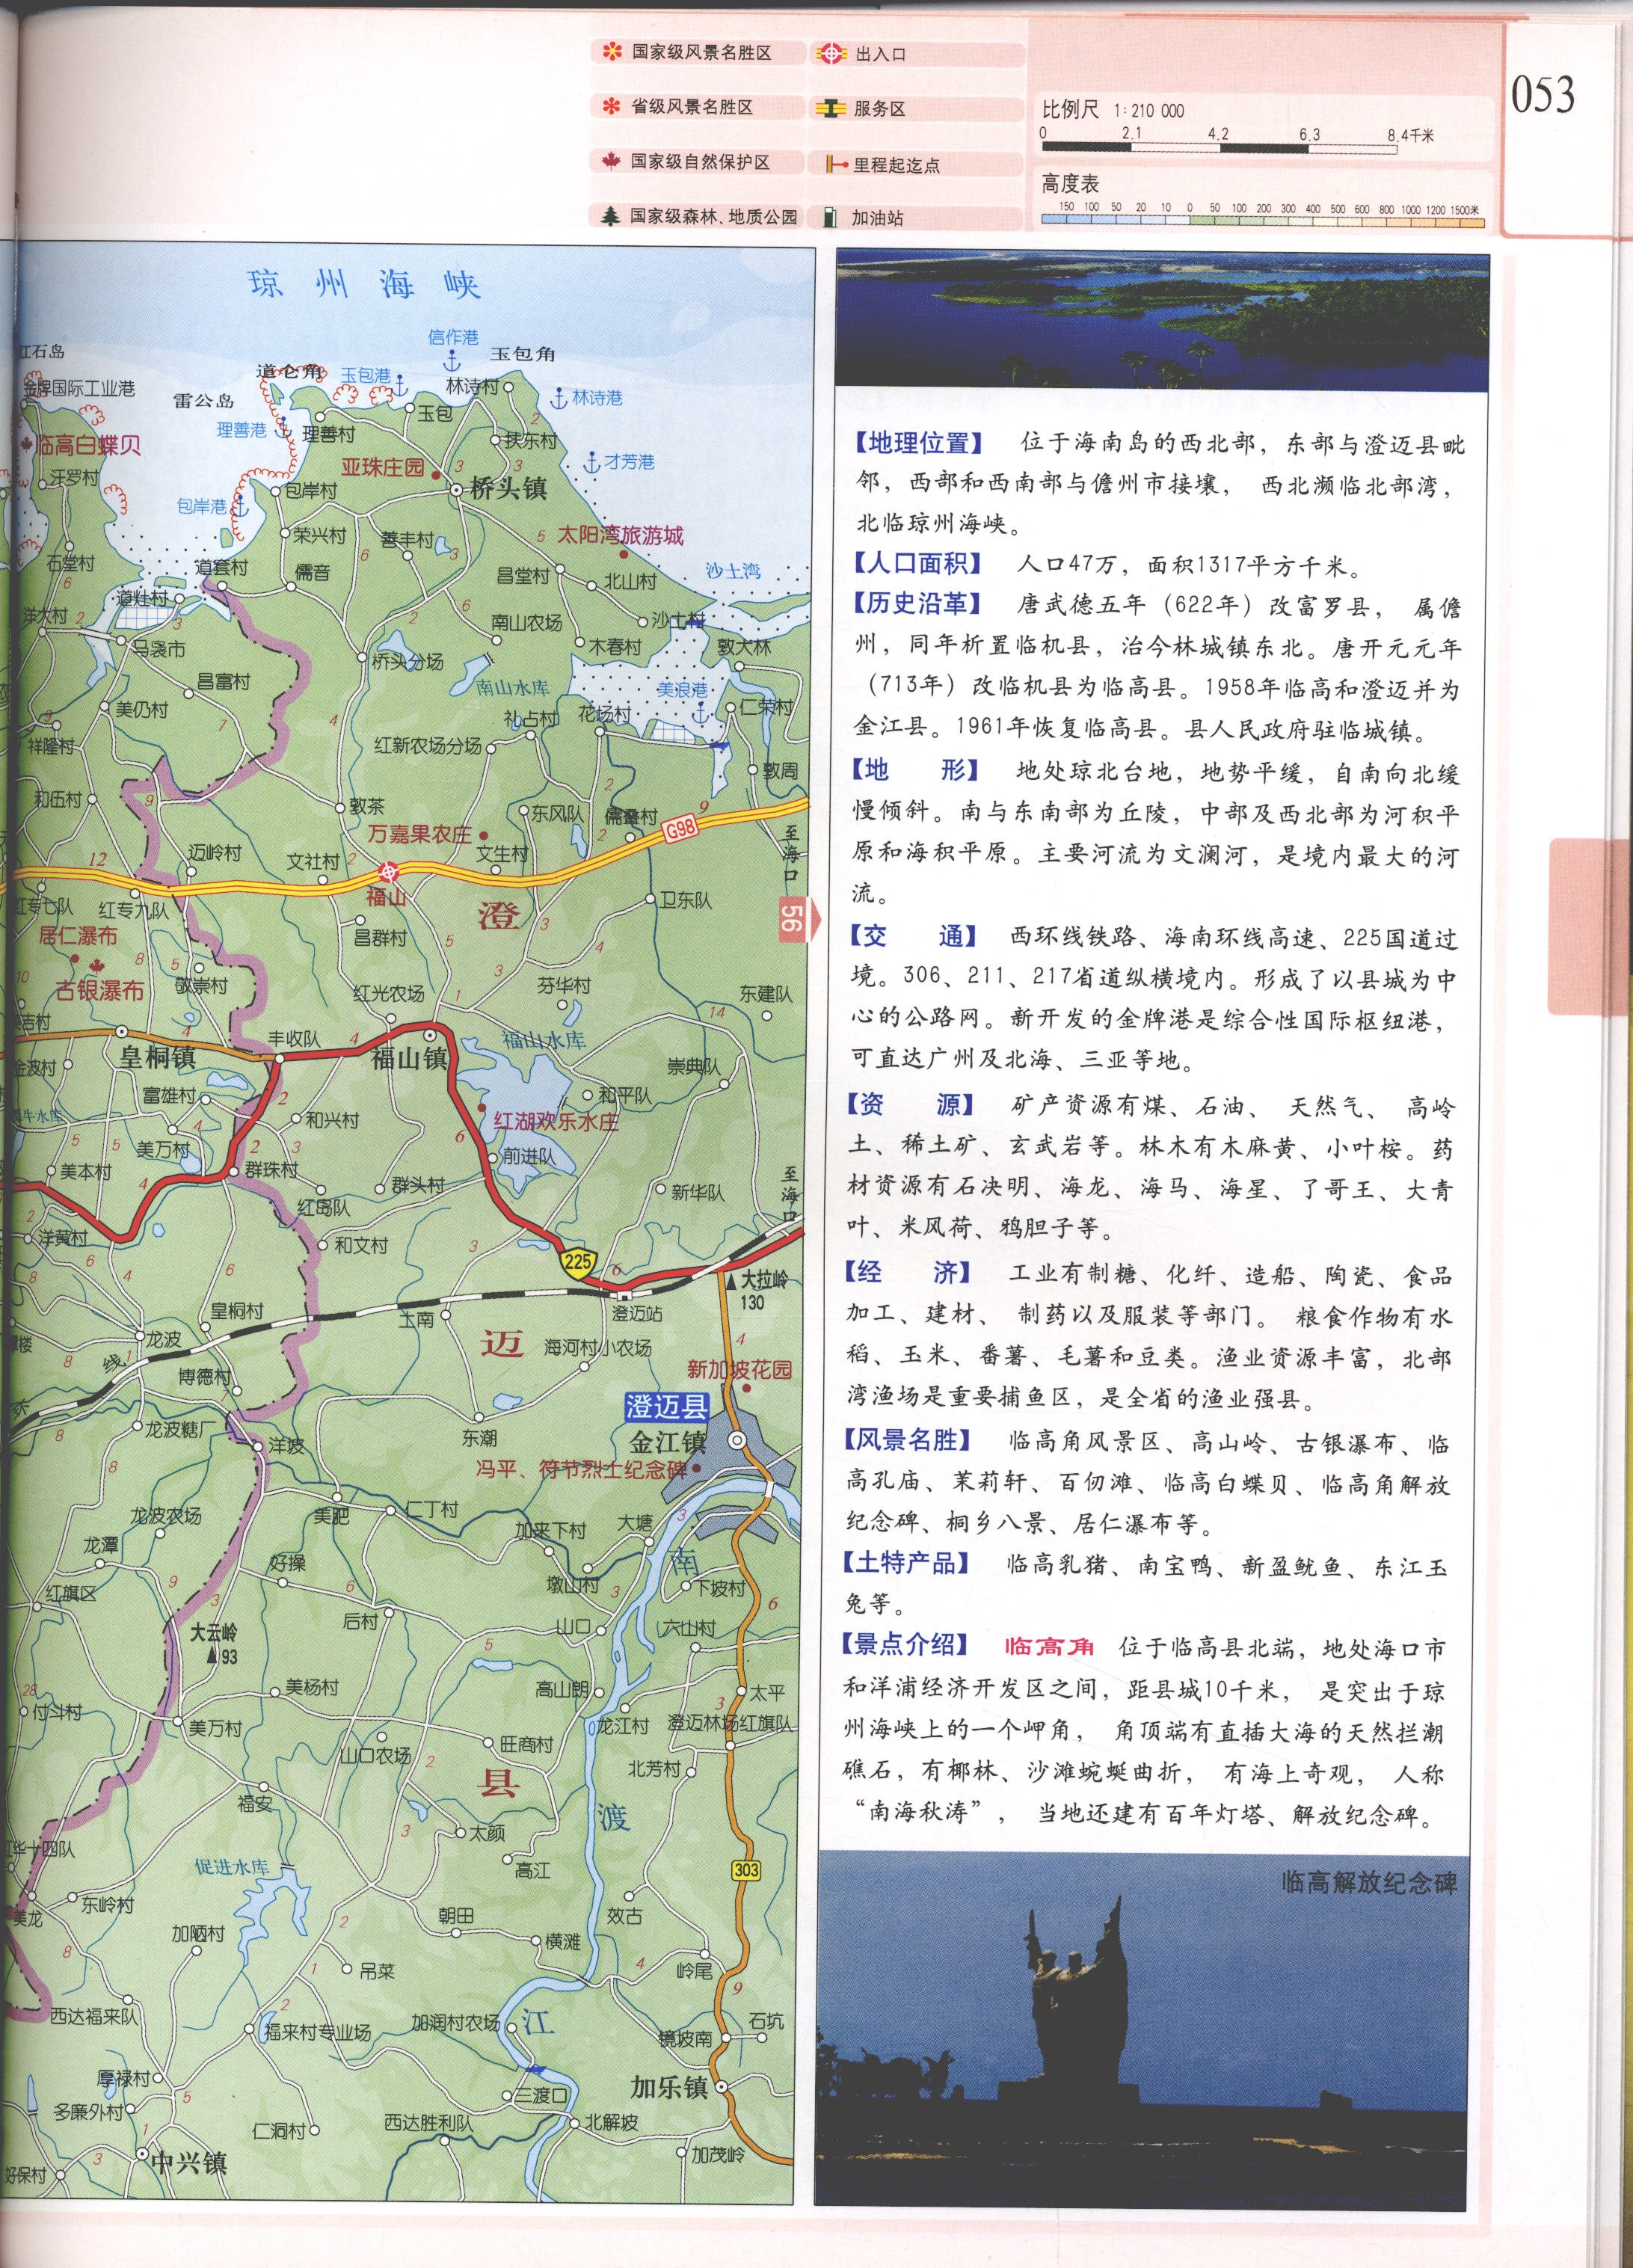 国家级风景名胜区
出入口
省级风景名胜区
服务区
国家级自然保护区
里程起迄点
国家级森林、地质公园
加油站
比例尺 1:210 000
0 2.1 4.2 6.3 8.4千米
高度表
150 100 50 20 10 0 50 100 200 300 400 500 600 800 1000 1200 1500米
053
琼州海峡
信作港
玉包角
红石岛
道仑角
玉包港
林诗村
林诗港
金牌国际工业港
雷公岛
玉包
理善港
理善村
扶东村
临高白蝶贝
亚珠庄园
才芳港
汗罗村
包岸村
桥头镇
包岸港
荣兴村
善丰村
太阳湾旅游城
石堂村
道套村
儒音
昌堂村
北山村
沙土湾
道灶村
洋大村
南山农场
沙土村
马袅市
桥头分场
木春村
敦大林
昌富村
南山水库
美浪港
美仍村
礼占村
花场村
仁荣村
祥隆村
红新农场分场
敦周
和伍村
敦茶
东风队
儒叠村
万嘉果农庄
G98
至海口
迈岭村
文社村
文生村
福山
红专七队
红专九队
澄
卫东队
56
居仁瀑布
昌群村
古银瀑布
敬崇村
红光农场
芬华村
东建队
丰收队
福山水库
皇桐镇
福山镇
崇典队
金波村
富雄村
和平队
和兴村
红湖欢乐水庄
美万村
前进队
美本村
群珠村
群头村
新华队
至海口
红岛队
洋黄村
和文村
225
大拉岭
130
皇桐村
土南
澄迈站
龙波
迈
海河村小农场
线
博德村
新加坡花园
澄迈县
龙波糖厂
洋坡
东潮
金江镇
冯平、符节烈士纪念碑
龙波农场
美肥
仁丁村
加来下村
大塘
龙潭
好操
南
墩山村
下坡村
红旗区
后村
山口
六山村
大云岭
93
美杨村
高山朗
太平
付斗村
美万村
龙江村
澄迈林场红旗队
山口农场
旺商村
北芳村
县
福安
渡
太颜
红华十四队
促进水库
高江
303
东岭村
美龙
朝田
效古
加陋村
横滩
吊菜
岭尾
西达福来队
福来村专业场
加润村农场
江
石坑
镜坡南
厚禄村
三渡口
加乐镇
多廉外村
仁洞村
西达胜利队
北解坡
中兴镇
加茂岭
好保村
【地理位置】 位于海南岛的西北部，东部与澄迈县毗
邻，西部和西南部与儋州市接壤， 西北濒临北部湾，
北临琼州海峡。
【人口面积】 人口47万，面积1317平方千米。
【历史沿革】 唐武德五年（622年）改富罗县， 属儋
州，同年析置临机县，治今林城镇东北。唐开元元年
（713年）改临机县为临高县。1958年临高和澄迈并为
金江县。1961年恢复临高县。县人民政府驻临城镇。
【地 形】 地处琼北台地，地势平缓，自南向北缓
慢倾斜。南与东南部为丘陵，中部及西北部为河积平
原和海积平原。主要河流为文澜河，是境内最大的河
流。
【交 通】 西环线铁路、海南环线高速、225国道过
境。306、211、217省道纵横境内。形成了以县城为中
心的公路网。新开发的金牌港是综合性国际枢纽港，
可直达广州及北海、三亚等地。
【资 源】 矿产资源有煤、石油、 天然气、 高岭
土、稀土矿、玄武岩等。林木有木麻黄、小叶桉。药
材资源有石决明、海龙、海马、海星、了哥王、大青
叶、米风荷、鸦胆子等。
【经 济】 工业有制糖、化纤、造船、陶瓷、食品
加工、建材、 制药以及服装等部门。 粮食作物有水
稻、玉米、番薯、毛薯和豆类。渔业资源丰富，北部
湾渔场是重要捕鱼区，是全省的渔业强县。
【风景名胜】 临高角风景区、高山岭、古银瀑布、临
高孔庙、茉莉轩、百仞滩、临高白蝶贝、临高角解放
纪念碑、桐乡八景、居仁瀑布等。
【土特产品】 临高乳猪、南宝鸭、新盈鱿鱼、东江玉
兔等。
【景点介绍】 临高角 位于临高县北端，地处海口市
和洋浦经济开发区之间，距县城10千米， 是突出于琼
州海峡上的一个岬角， 角顶端有直插大海的天然拦潮
礁石，有椰林、沙滩蜿蜒曲折， 有海上奇观， 人称
“南海秋涛”， 当地还建有百年灯塔、解放纪念碑。
临高解放纪念碑